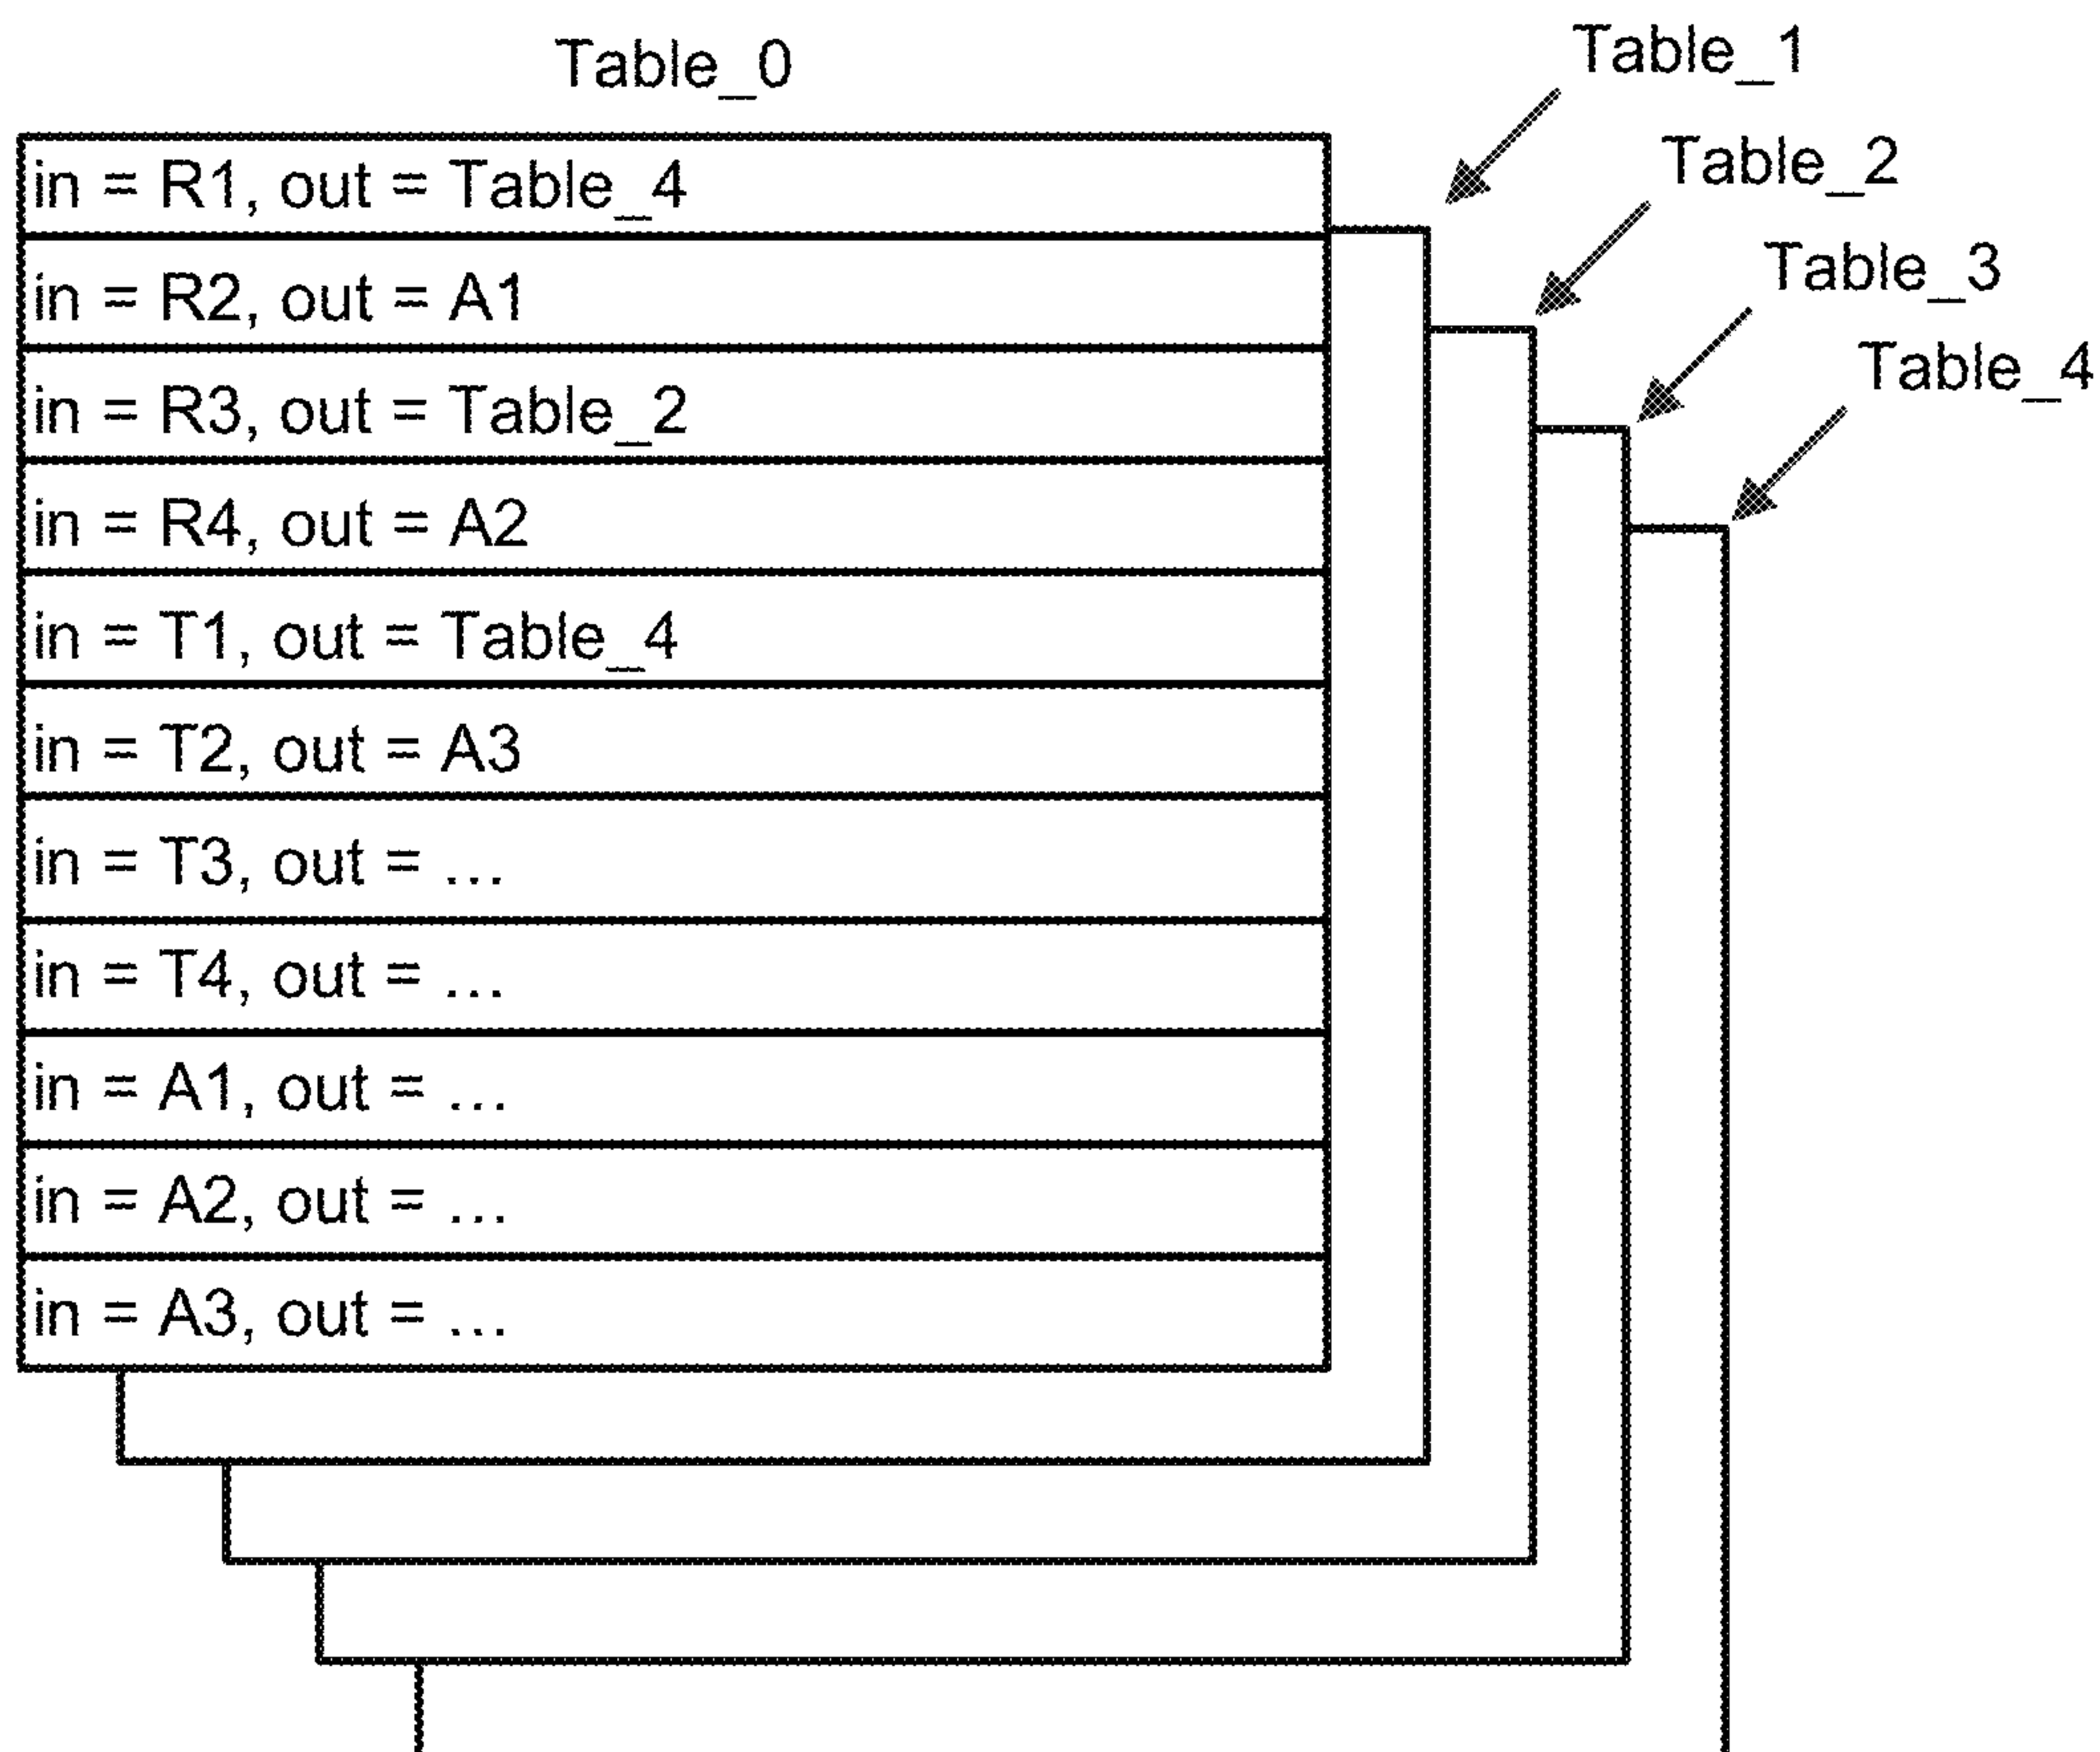 Table_0
Table_1
Table_2
Table_3
Table_4
in = R1, out = Table_4
in = R2, out = A1
in = R3, out = Table_2
in = R4, out = A2
in = T1, out = Table_4
in = T2, out = A3
in = T3, out = ...
in = T4, out = ...
in = A1, out = ...
in = A2, out = ...
in = A3, out = ...